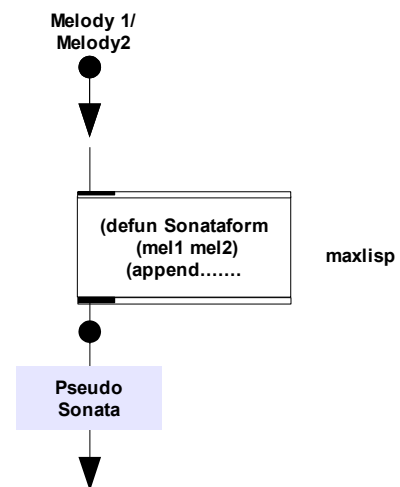 Melody 1/
Melody2
(defun Sonataform
(mel1 mel2)
(append…….
maxlisp
Pseudo
Sonata